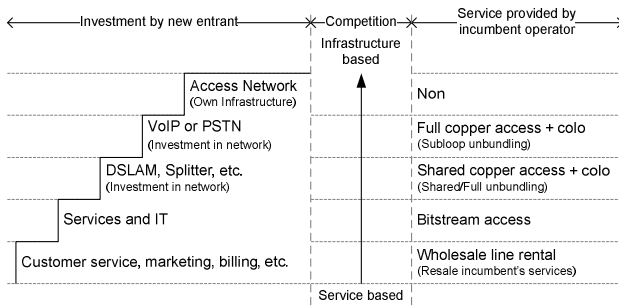 Investment by new entrant
Competition
Service provided by
incumbent operator
Infrastructure
based
Access Network
(Own Infrastructure)
Non
VoIP or PSTN
(Investment in network)
Full copper access + colo
(Subloop unbundling)
DSLAM, Splitter, etc.
(Investment in network)
Shared copper access + colo
(Shared/Full unbundling)
Services and IT
Bitstream access
Customer service, marketing, billing, etc.
Wholesale line rental
(Resale incumbent's services)
Service based